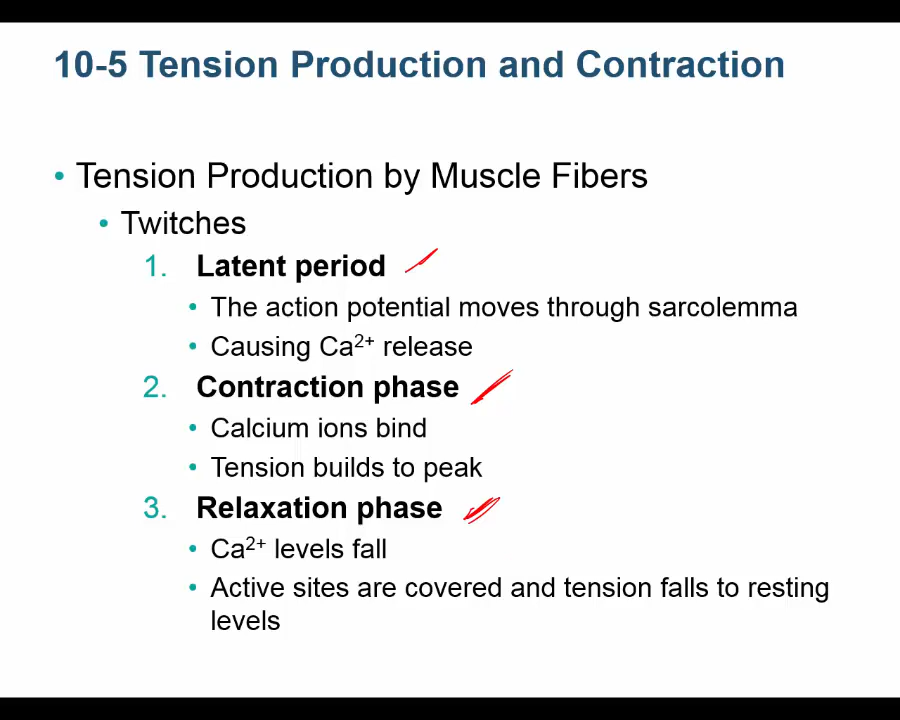 10-5 Tension Production and Contraction
• Tension Production by Muscle Fibers
• Twitches
1. Latent period
• The action potential moves through sarcolemma
• Causing Ca²⁺ release
2. Contraction phase
• Calcium ions bind
• Tension builds to peak
3. Relaxation phase
• Ca²⁺ levels fall
• Active sites are covered and tension falls to resting
levels